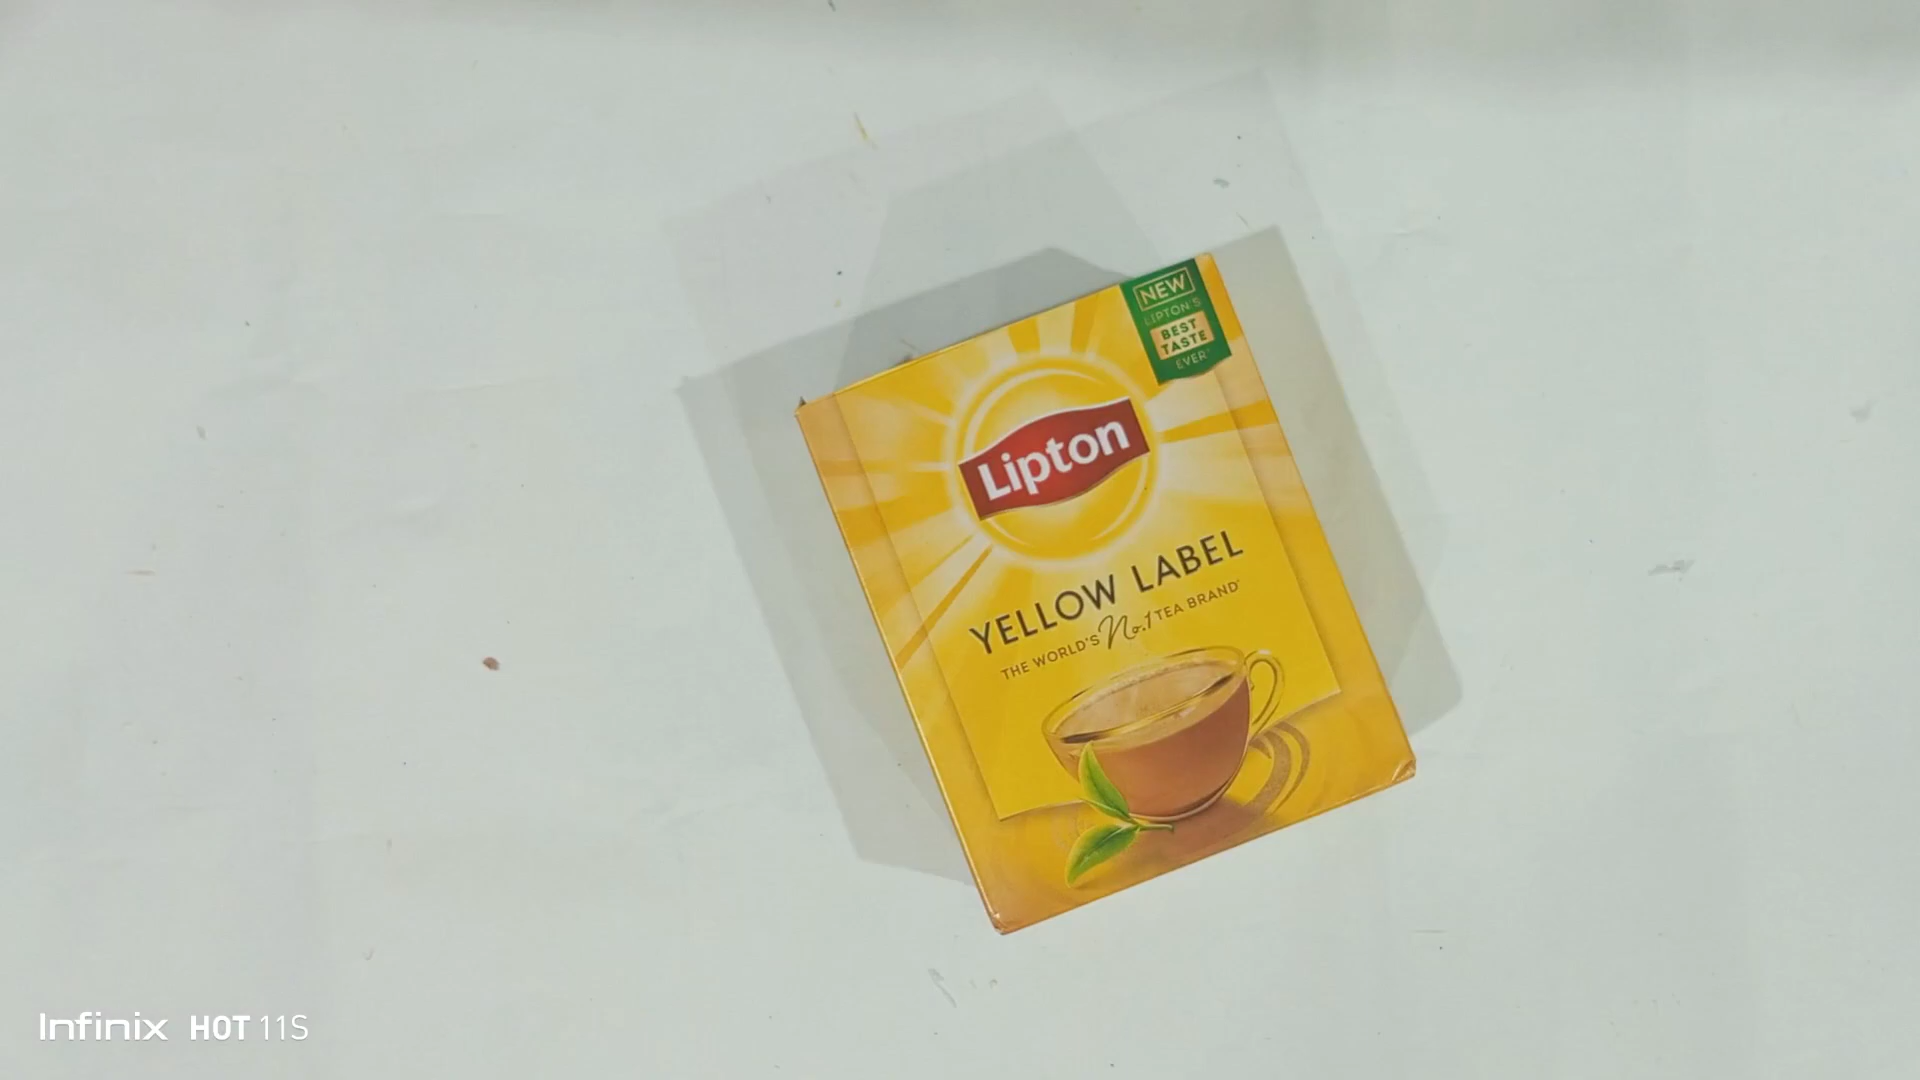 NEW
LIPTON'S
BEST
TASTE
EVER*
Lipton
YELLOW LABEL
THE WORLD'S No.1 TEA BRAND*
Infinix HOT 11S